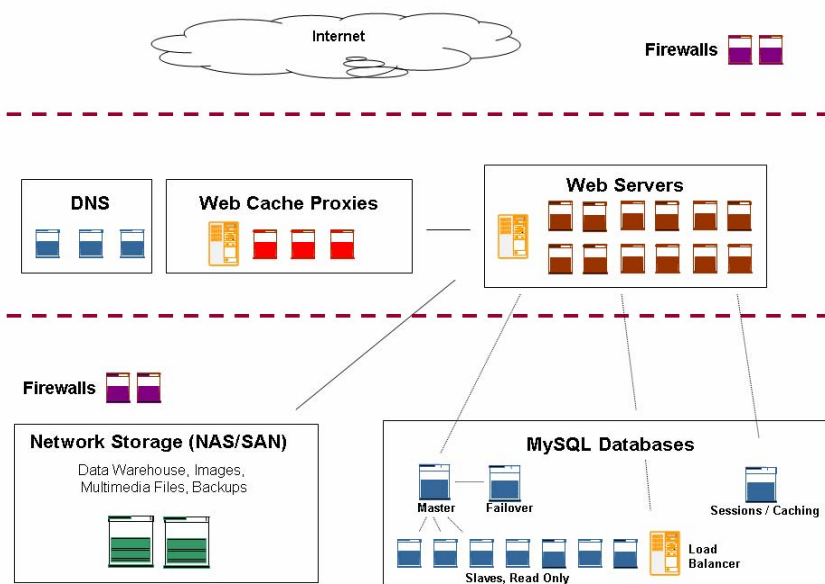 Internet
Firewalls
DNS
Web Cache Proxies
Web Servers
Firewalls
Network Storage (NAS/SAN)
Data Warehouse, Images,
Multimedia Files, Backups
MySQL Databases
Master
Failover
Sessions / Caching
Slaves, Read Only
Load
Balancer